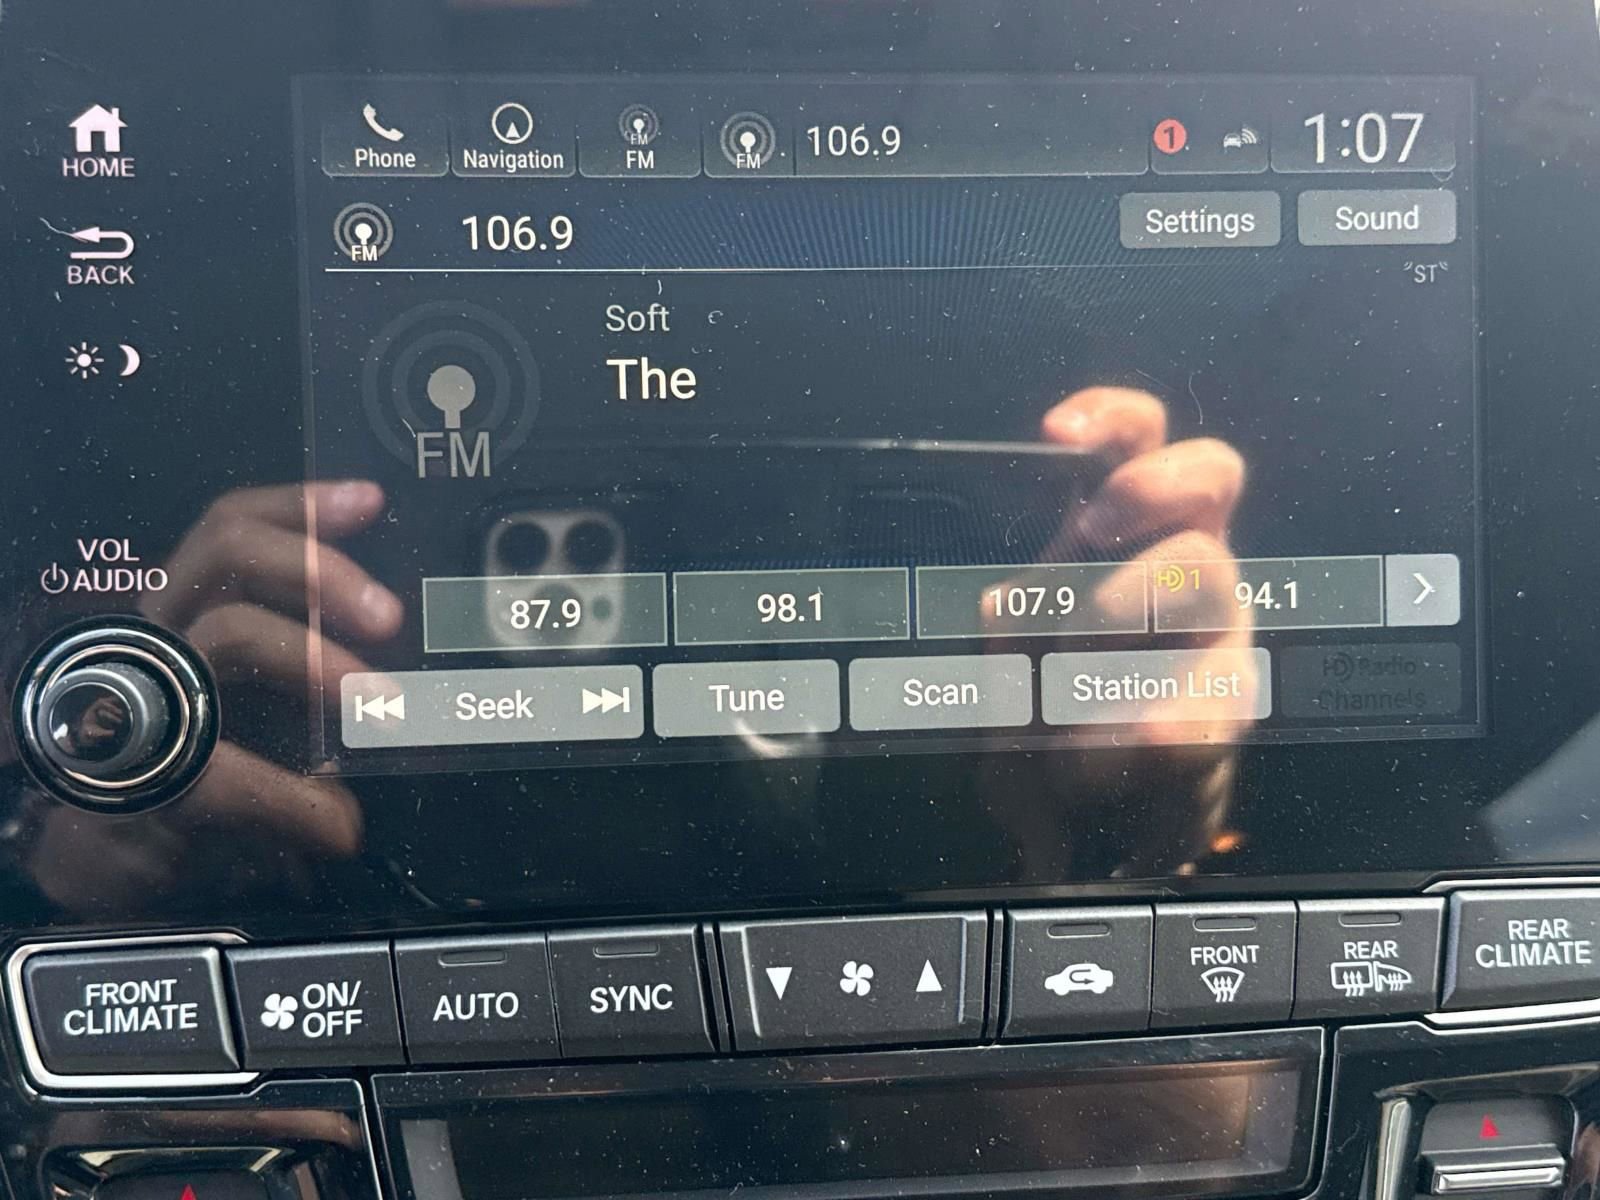 HOME
BACK
VOL
AUDIO
Phone
Navigation
FM
FM
FM
106.9
1
1:07
FM
106.9
Settings
Sound
"ST"
Soft
The
FM
87.9
98.1
107.9
HD 1
94.1
Seek
Tune
Scan
Station List
HD Radio
Channels
FRONT
CLIMATE
ON/
OFF
AUTO
SYNC
FRONT
REAR
REAR
CLIMATE